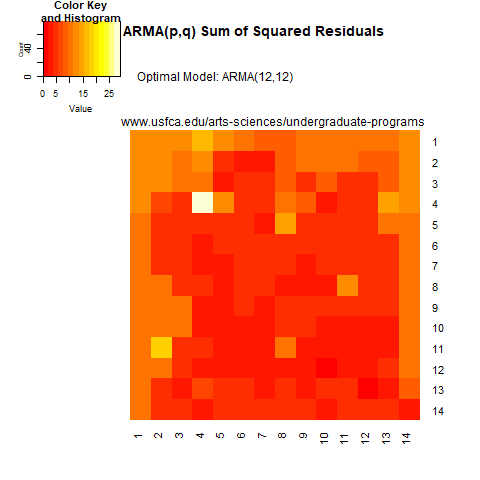 Color Key
and Histogram
Count
0 40
0 5 15 25
Value
ARMA(p,q) Sum of Squared Residuals
Optimal Model: ARMA(12,12)
www.usfca.edu/arts-sciences/undergraduate-programs
1
2
3
4
5
6
7
8
9
10
11
12
13
14
1 2 3 4 5 6 7 8 9 10 11 12 13 14